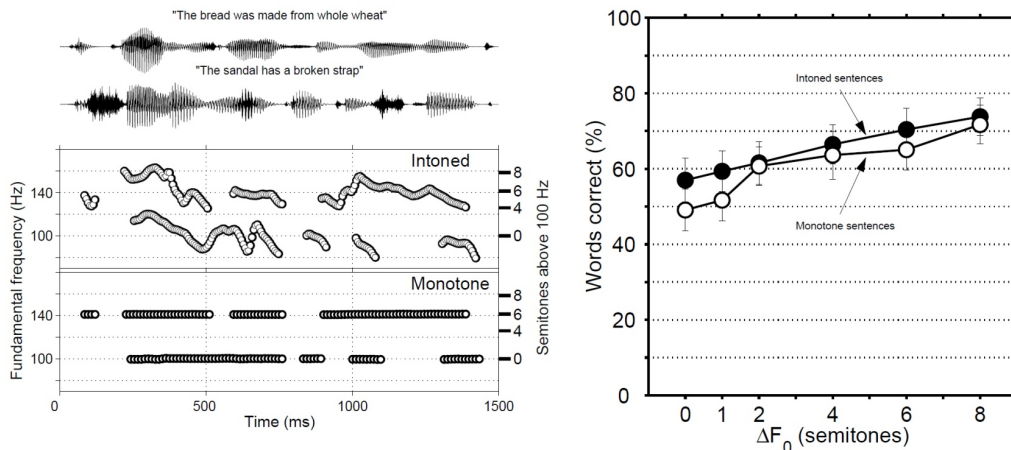 "The bread was made from whole wheat"
"The sandal has a broken strap"
Fundamental frequency (Hz)
Intoned
140
100
8
6
4
0
Monotone
140
100
8
6
4
0
Semitones above 100 Hz
0
500
1000
1500
Time (ms)
Words correct (%)
100
80
60
40
20
0
Intoned sentences
Monotone sentences
0 1 2 4 6 8
ΔF₀ (semitones)